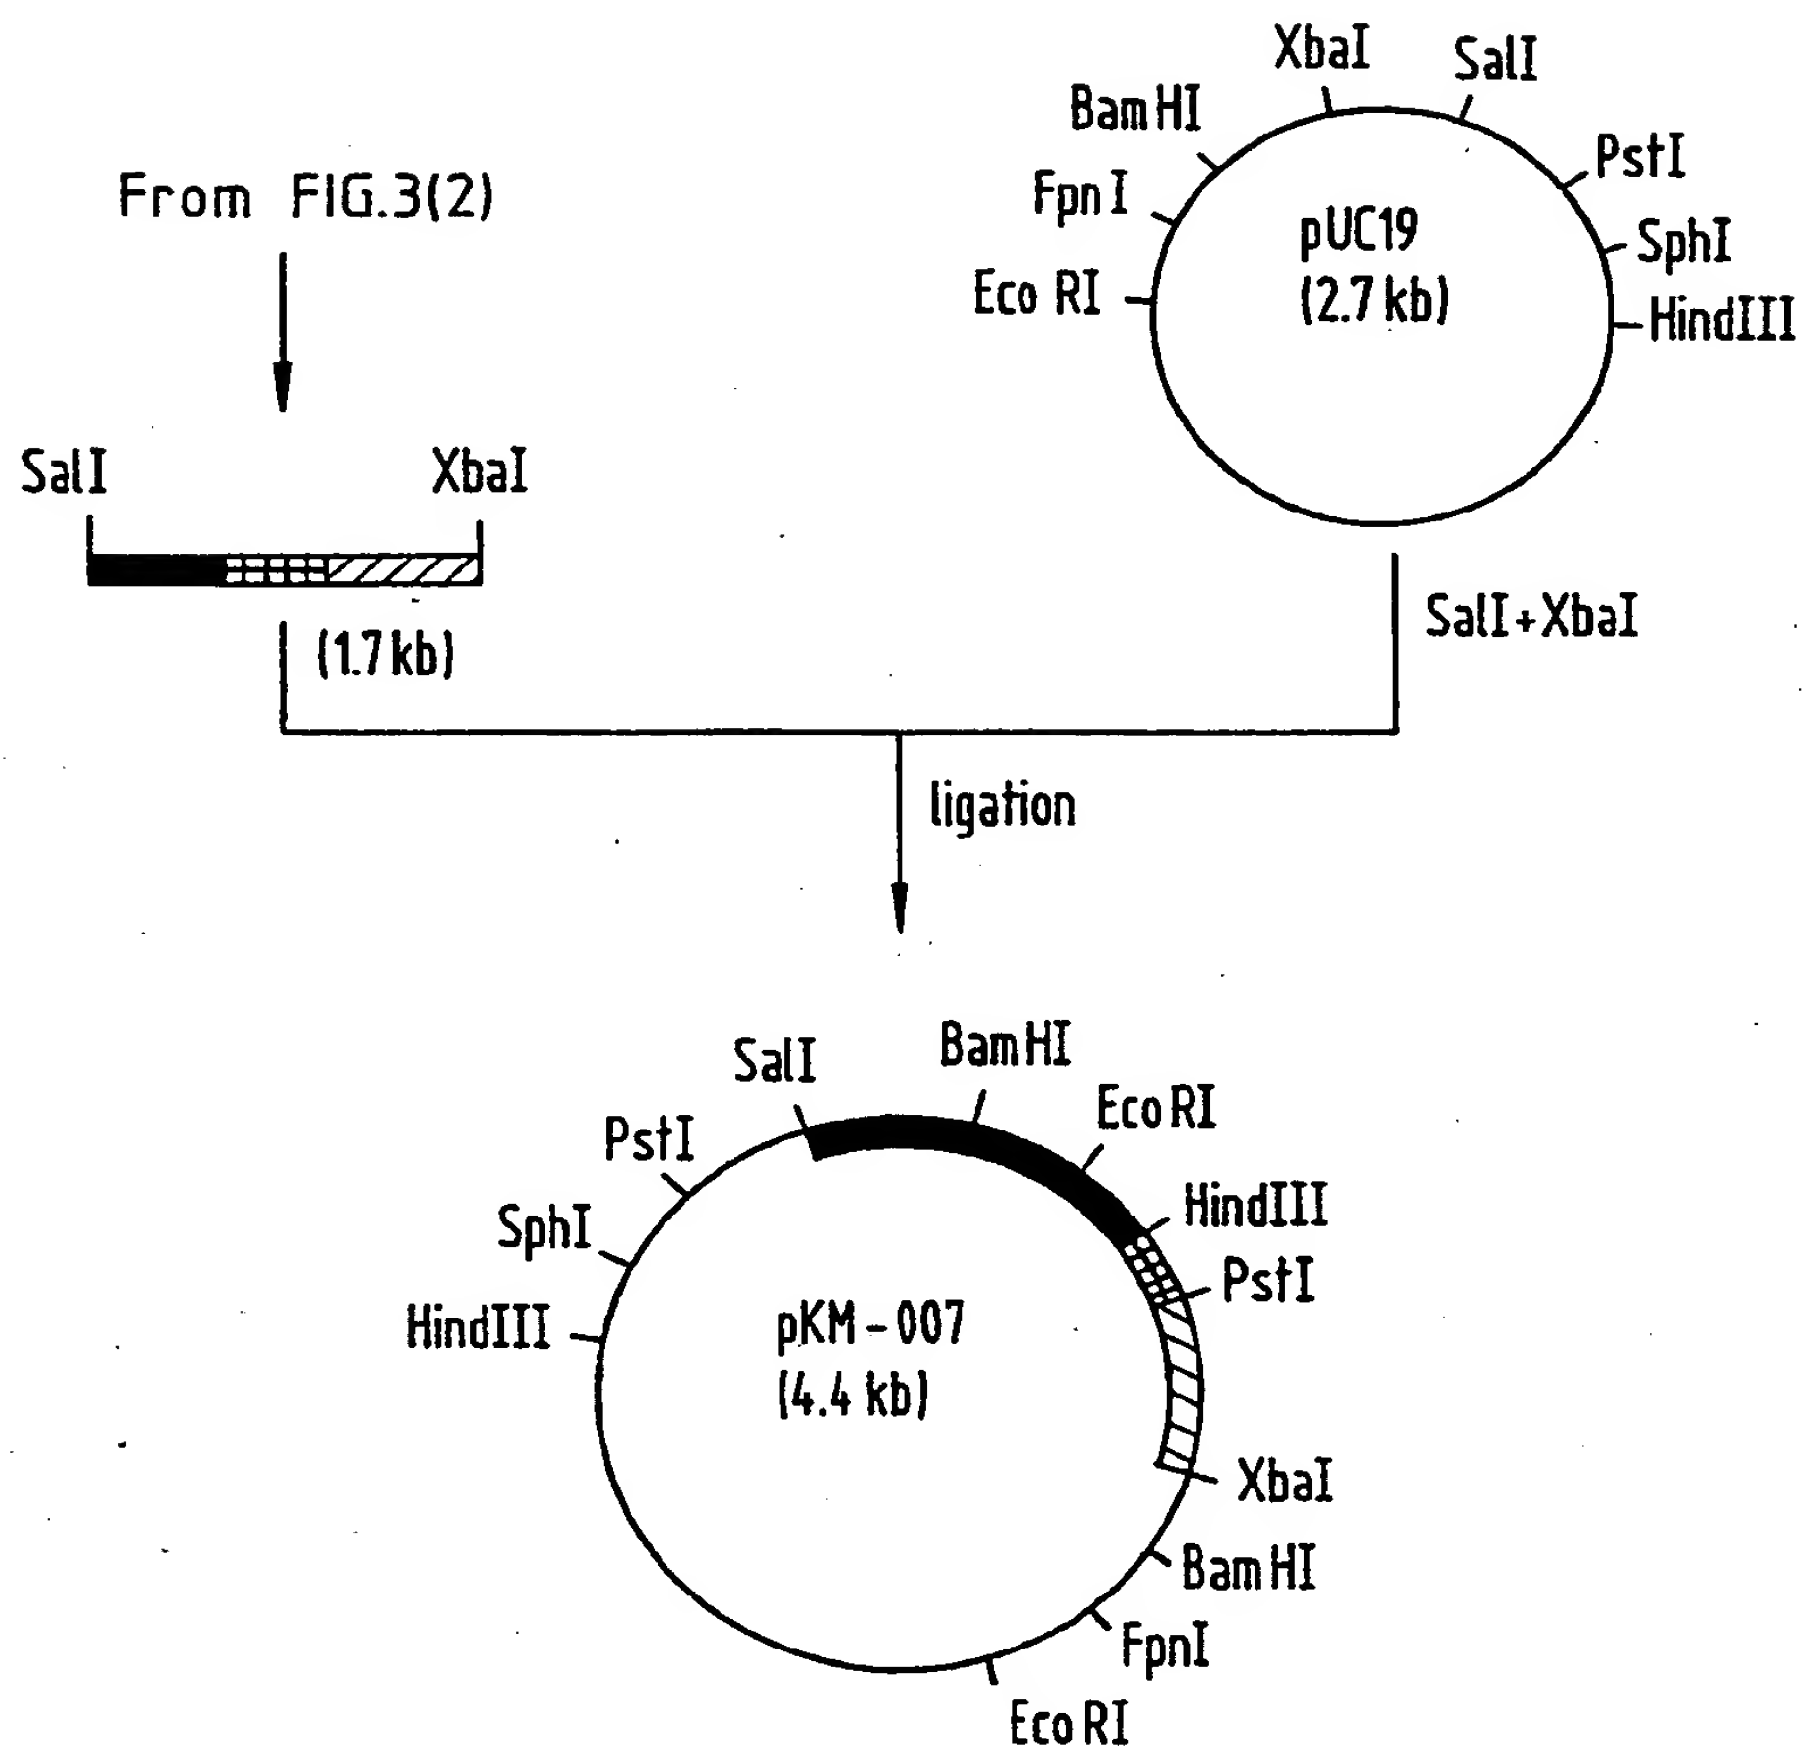 XbaI
SalI
BamHI
PstI
From FIG.3(2)
FpnI
pUC19
SphI
EcoRI
(2.7 kb)
HindIII
SalI
XbaI
SalI+XbaI
(1.7 kb)
ligation
SalI
BamHI
EcoRI
PstI
HindIII
SphI
PstI
HindIII
pKM-007
(4.4 kb)
XbaI
BamHI
FpnI
EcoRI